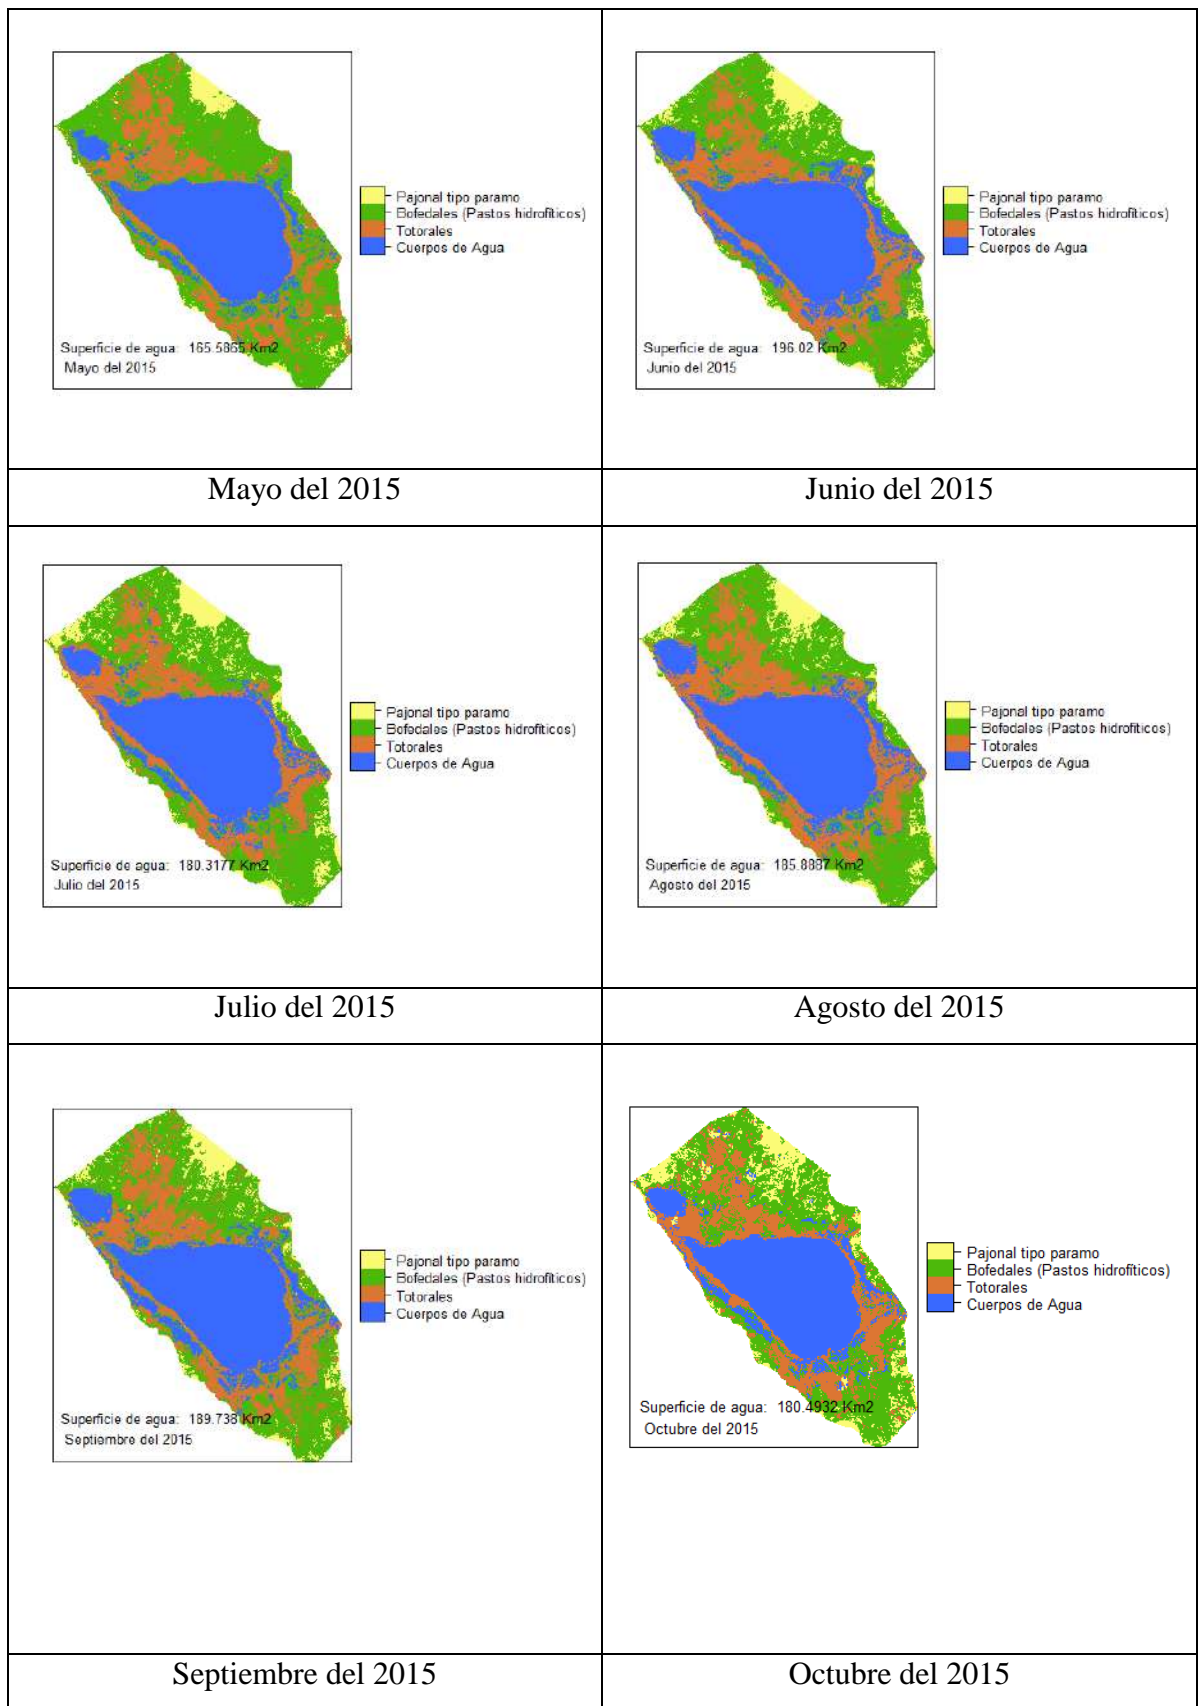 Pajonal tipo paramo
Bofedales (Pastos hidrofíticos)
Totorales
Cuerpos de Agua
Superficie de agua: 165.5865 Km2
Mayo del 2015
Pajonal tipo paramo
Bofedales (Pastos hidrofíticos)
Totorales
Cuerpos de Agua
Superficie de agua: 196.02 Km2
Junio del 2015
Mayo del 2015
Junio del 2015
Pajonal tipo paramo
Bofedales (Pastos hidrofíticos)
Totorales
Cuerpos de Agua
Superficie de agua: 180.3177 Km2
Julio del 2015
Pajonal tipo paramo
Bofedales (Pastos hidrofíticos)
Totorales
Cuerpos de Agua
Superficie de agua: 185.8887 Km2
Agosto del 2015
Julio del 2015
Agosto del 2015
Pajonal tipo paramo
Bofedales (Pastos hidrofíticos)
Totorales
Cuerpos de Agua
Superficie de agua: 189.738 Km2
Septiembre del 2015
Pajonal tipo paramo
Bofedales (Pastos hidrofíticos)
Totorales
Cuerpos de Agua
Superficie de agua: 180.4932 Km2
Octubre del 2015
Septiembre del 2015
Octubre del 2015